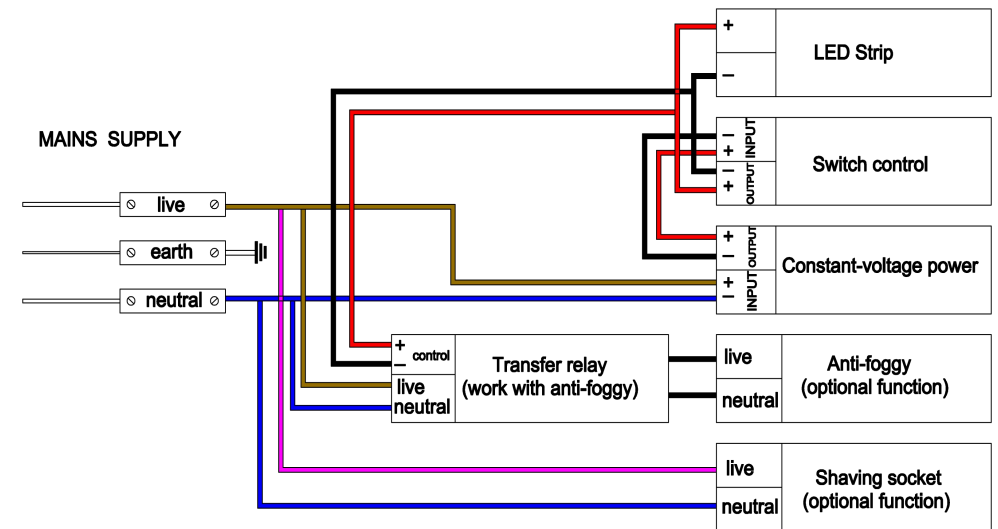 MAINS SUPPLY
live
earth
neutral
+
−
LED Strip
−
+
INPUT
−
+
OUTPUT
Switch control
+
−
OUTPUT
+
−
INPUT
Constant-voltage power
+
−
control
live
neutral
Transfer relay
(work with anti-foggy)
live
neutral
Anti-foggy
(optional function)
live
neutral
Shaving socket
(optional function)